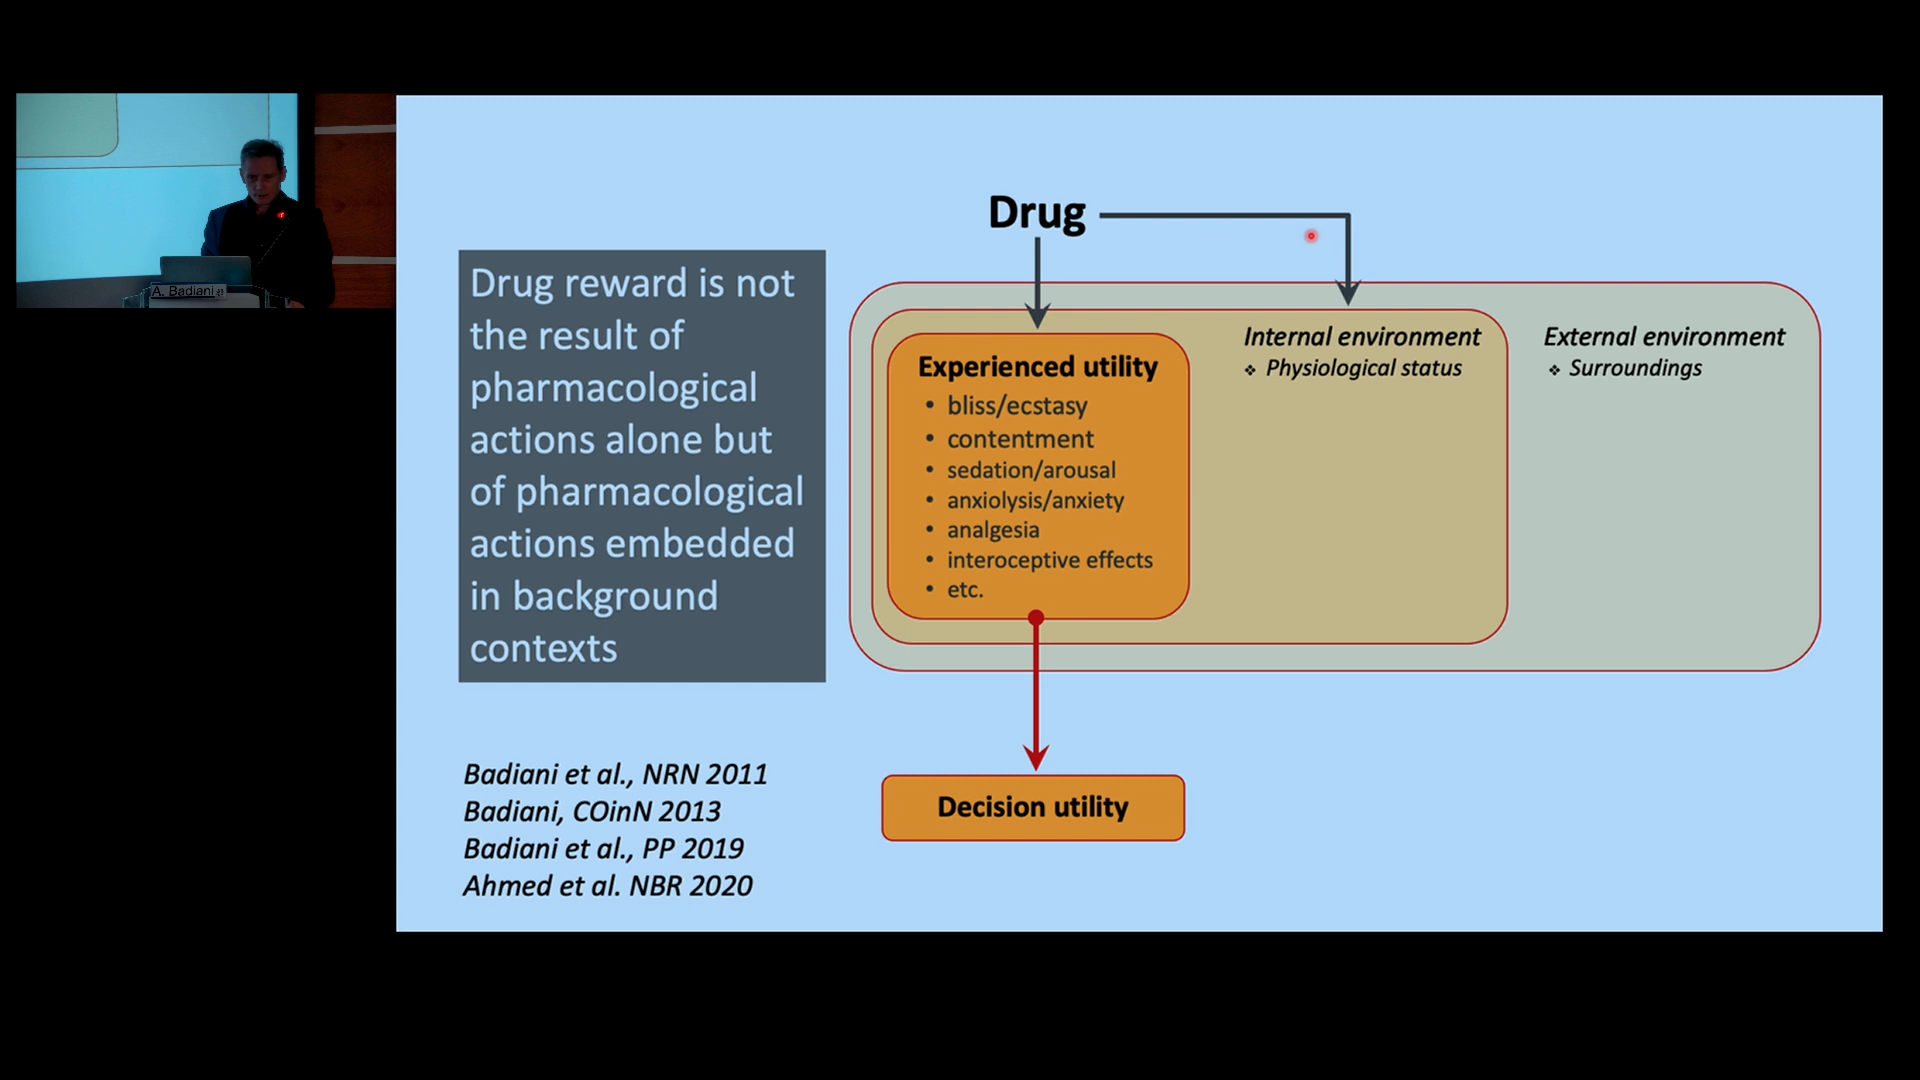 A. Badiani
Drug reward is not
the result of
pharmacological
actions alone but
of pharmacological
actions embedded
in background
contexts
Badiani et al., NRN 2011
Badiani, COinN 2013
Badiani et al., PP 2019
Ahmed et al. NBR 2020
Drug
Experienced utility
• bliss/ecstasy
• contentment
• sedation/arousal
• anxiolysis/anxiety
• analgesia
• interoceptive effects
• etc.
Internal environment
❖ Physiological status
External environment
❖ Surroundings
Decision utility